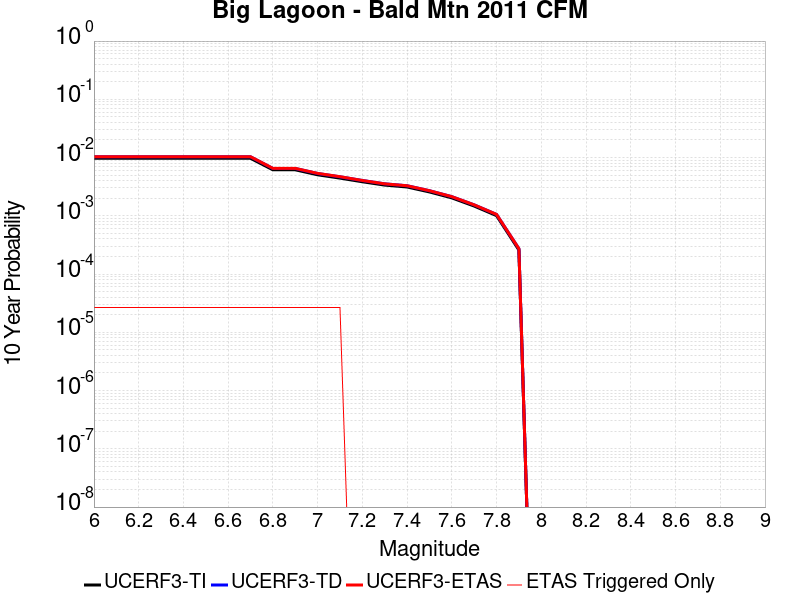 Big Lagoon - Bald Mtn 2011 CFM
10^0
10^-1
10^-2
10^-3
10^-4
10^-5
10^-6
10^-7
10^-8
10 Year Probability
6 6.2 6.4 6.6 6.8 7 7.2 7.4 7.6 7.8 8 8.2 8.4 8.6 8.8 9
Magnitude
UCERF3-TI UCERF3-TD UCERF3-ETAS ETAS Triggered Only